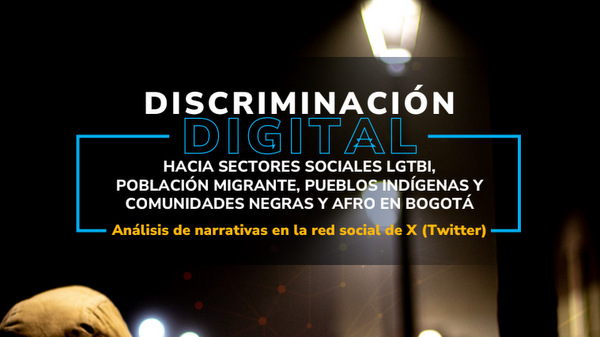 DISCRIMINACIÓN
DIGITAL
HACIA SECTORES SOCIALES LGTBI,
POBLACIÓN MIGRANTE, PUEBLOS INDÍGENAS Y
COMUNIDADES NEGRAS Y AFRO EN BOGOTÁ
Análisis de narrativas en la red social de X (Twitter)